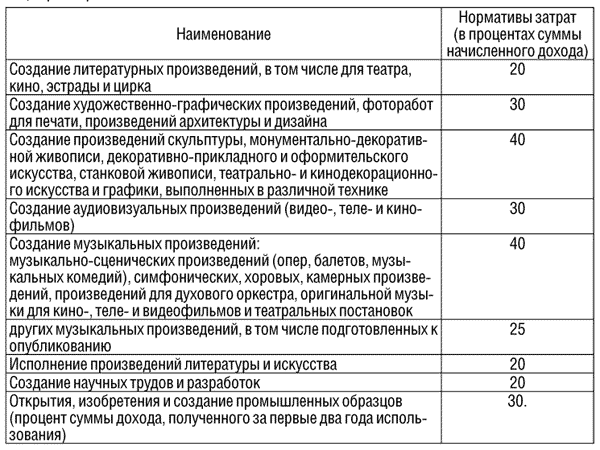 Наименование
Нормативы затрат
(в процентах суммы
начисленного дохода)
Создание литературных произведений, в том числе для театра,
кино, эстрады и цирка
20
Создание художественно-графических произведений, фоторабот
для печати, произведений архитектуры и дизайна
30
Создание произведений скульптуры, монументально-декоратив-
ной живописи, декоративно-прикладного и оформительского
искусства, станковой живописи, театрально- и кинодекорационно-
го искусства и графики, выполненных в различной технике
40
Создание аудиовизуальных произведений (видео-, теле- и кино-
фильмов)
30
Создание музыкальных произведений:
музыкально-сценических произведений (опер, балетов, музы-
кальных комедий), симфонических, хоровых, камерных произве-
дений, произведений для духового оркестра, оригинальной музы-
ки для кино-, теле- и видеофильмов и театральных постановок
40
других музыкальных произведений, в том числе подготовленных к
опубликованию
25
Исполнение произведений литературы и искусства
20
Создание научных трудов и разработок
20
Открытия, изобретения и создание промышленных образцов
(процент суммы дохода, полученного за первые два года исполь-
зования)
30.